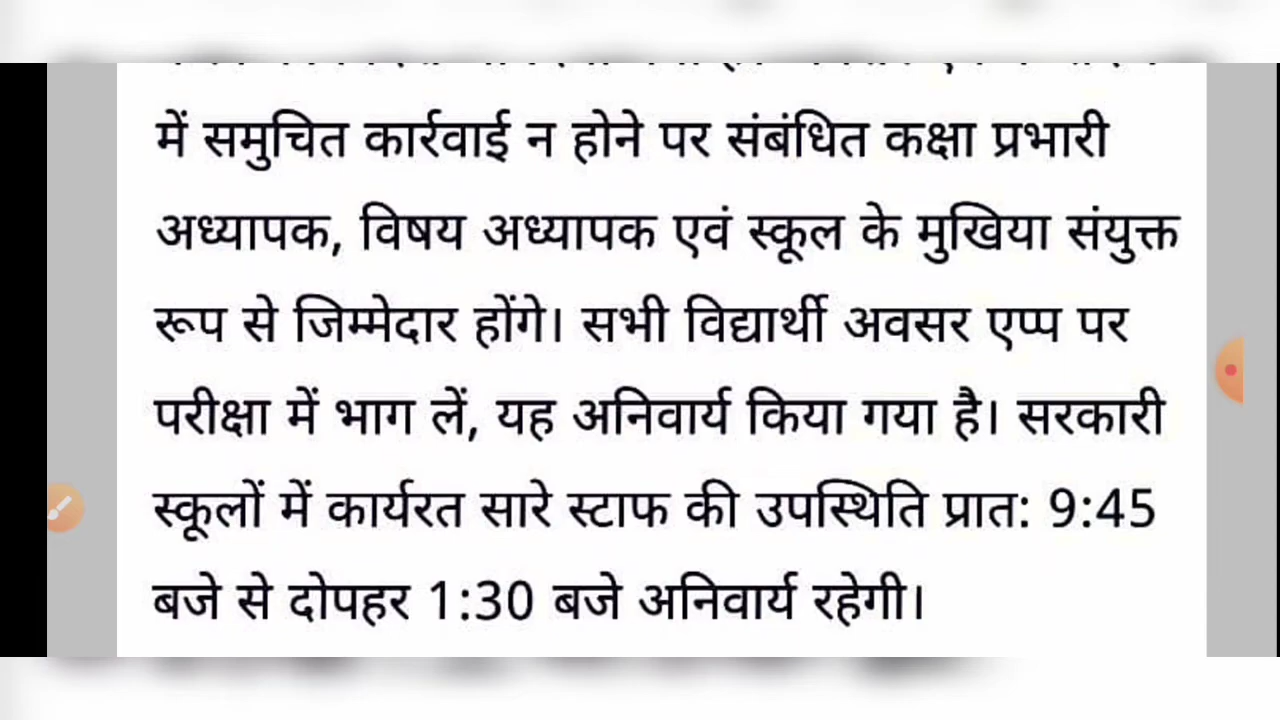 में समुचित कार्रवाई न होने पर संबंधित कक्षा प्रभारी
अध्यापक, विषय अध्यापक एवं स्कूल के मुखिया संयुक्त
रूप से जिम्मेदार होंगे। सभी विद्यार्थी अवसर एप्प पर
परीक्षा में भाग लें, यह अनिवार्य किया गया है। सरकारी
स्कूलों में कार्यरत सारे स्टाफ की उपस्थिति प्रात: 9:45
बजे से दोपहर 1:30 बजे अनिवार्य रहेगी।